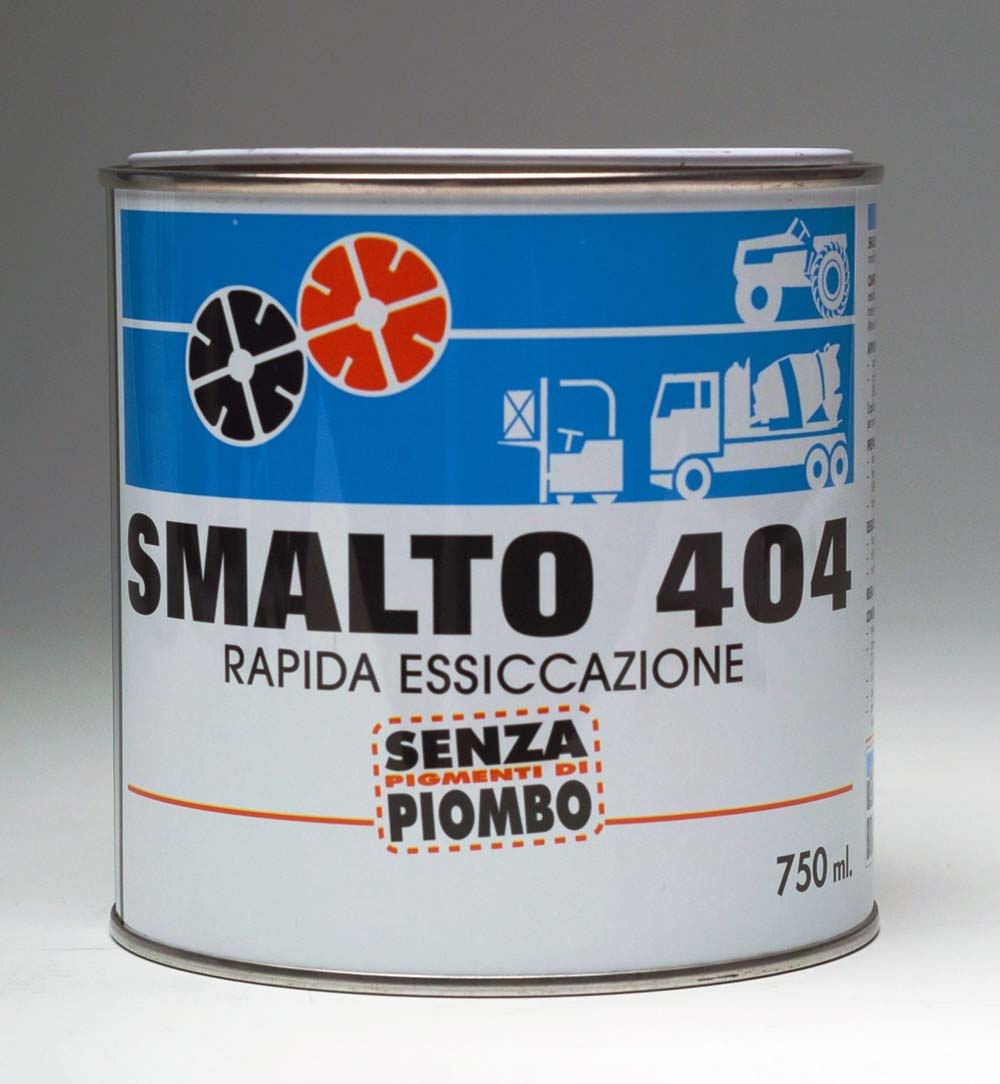 SMALTO 404
RAPIDA ESSICCAZIONE
SENZA
PIGMENTI DI
PIOMBO
750 ml.